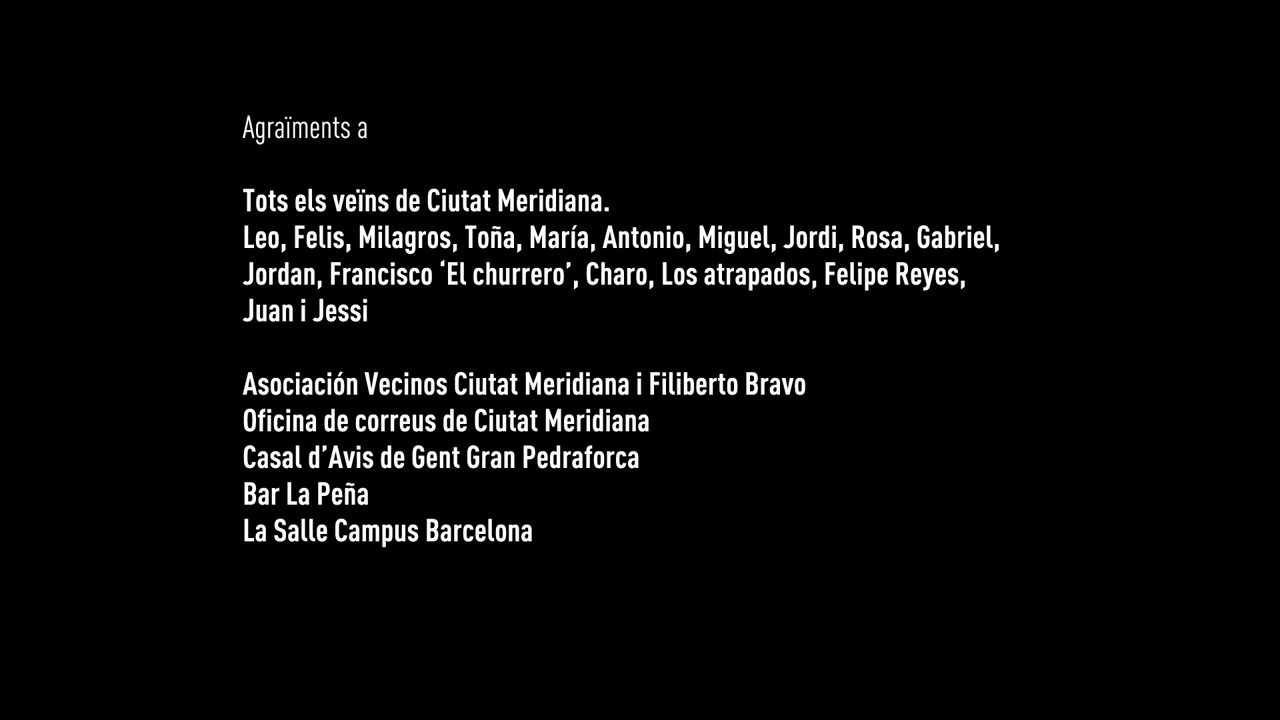 Agraïments a
Tots els veïns de Ciutat Meridiana.
Leo, Felis, Milagros, Toña, María, Antonio, Miguel, Jordi, Rosa, Gabriel,
Jordan, Francisco ‘El churrero’, Charo, Los atrapados, Felipe Reyes,
Juan i Jessi
Asociación Vecinos Ciutat Meridiana i Filiberto Bravo
Oficina de correus de Ciutat Meridiana
Casal d’Avis de Gent Gran Pedraforca
Bar La Peña
La Salle Campus Barcelona